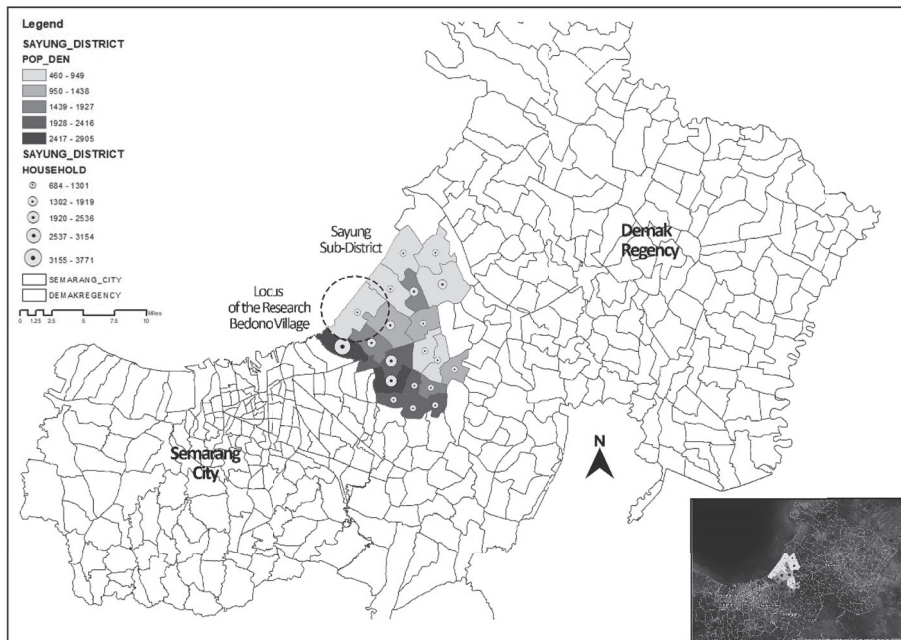 Legend
SAYUNG_DISTRICT
POP_DEN
460 - 949
950 - 1438
1439 - 1927
1928 - 2416
2417 - 2905
SAYUNG_DISTRICT
HOUSEHOLD
684 - 1301
1302 - 1919
1920 - 2536
2537 - 3154
3155 - 3771
SEMARANG_CITY
DEMAKREGENCY
Miles
0 1.25 2.5 5 7.5 10
Sayung
Sub-District
Locus
of the Research
Bedono Village
Demak
Regency
Semarang
City
N